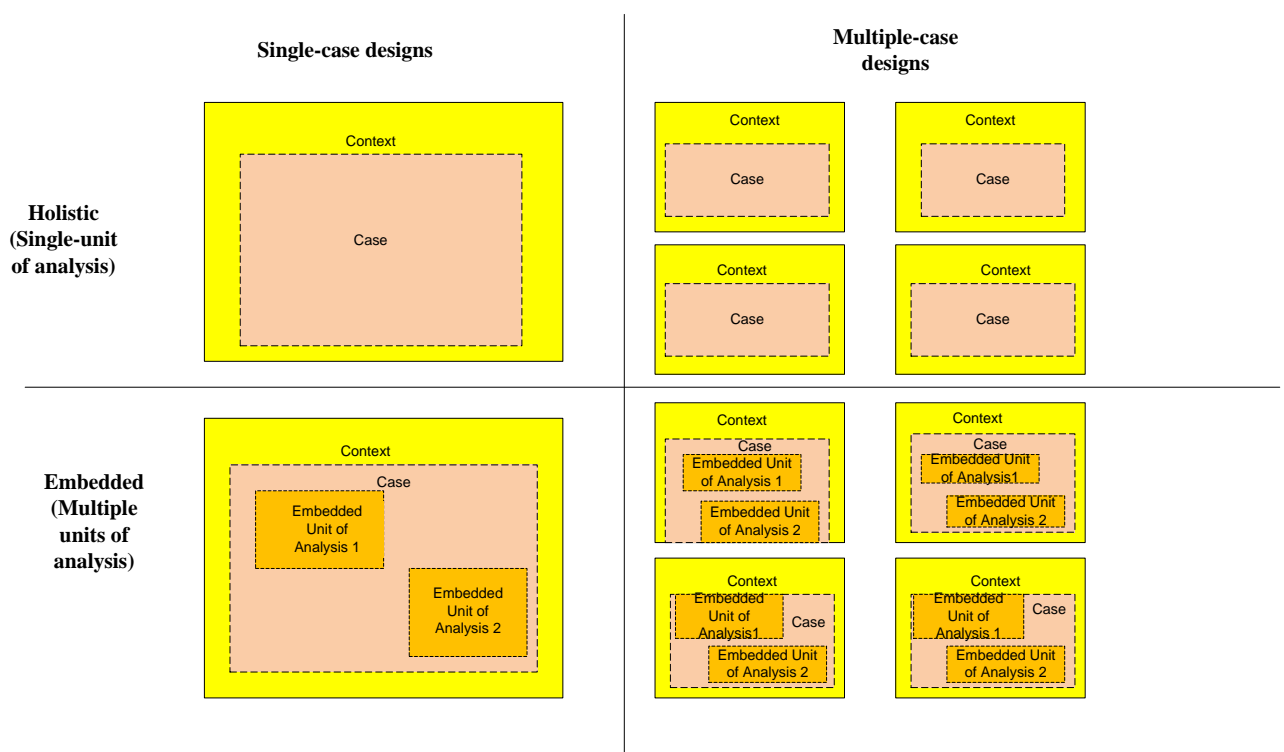 Single-case designs
Multiple-case
designs
Holistic
(Single-unit
of analysis)
Context
Case
Context
Case
Context
Case
Context
Case
Context
Case
Embedded
(Multiple
units of
analysis)
Context
Case
Embedded
Unit of
Analysis 1
Embedded
Unit of
Analysis 2
Context
Case
Embedded Unit
of Analysis 1
Embedded Unit
of Analysis 2
Context
Case
Embedded Unit
of Analysis1
Embedded Unit
of Analysis 2
Context
Embedded
Unit of
Analysis1
Case
Embedded Unit
of Analysis 2
Context
Embedded
Unit of
Analysis 1
Case
Embedded Unit
of Analysis 2